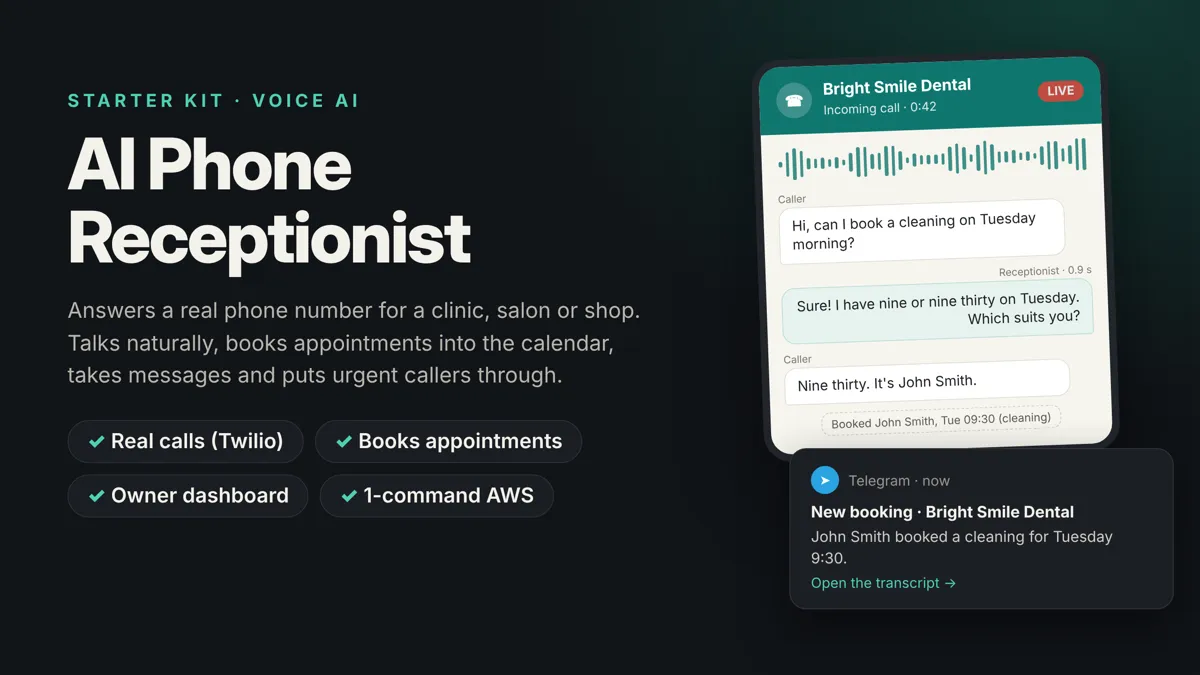 STARTER KIT · VOICE AI
AI Phone
Receptionist
Answers a real phone number for a clinic, salon or shop.
Talks naturally, books appointments into the calendar,
takes messages and puts urgent callers through.
✓ Real calls (Twilio)
✓ Books appointments
✓ Owner dashboard
✓ 1-command AWS
Bright Smile Dental
Incoming call · 0:42
LIVE
Caller
Hi, can I book a cleaning on Tuesday
morning?
Receptionist · 0.9 s
Sure! I have nine or nine thirty on Tuesday.
Which suits you?
Caller
Nine thirty. It's John Smith.
Booked John Smith, Tue 09:30 (cleaning)
Telegram · now
New booking · Bright Smile Dental
John Smith booked a cleaning for Tuesday
9:30.
Open the transcript →